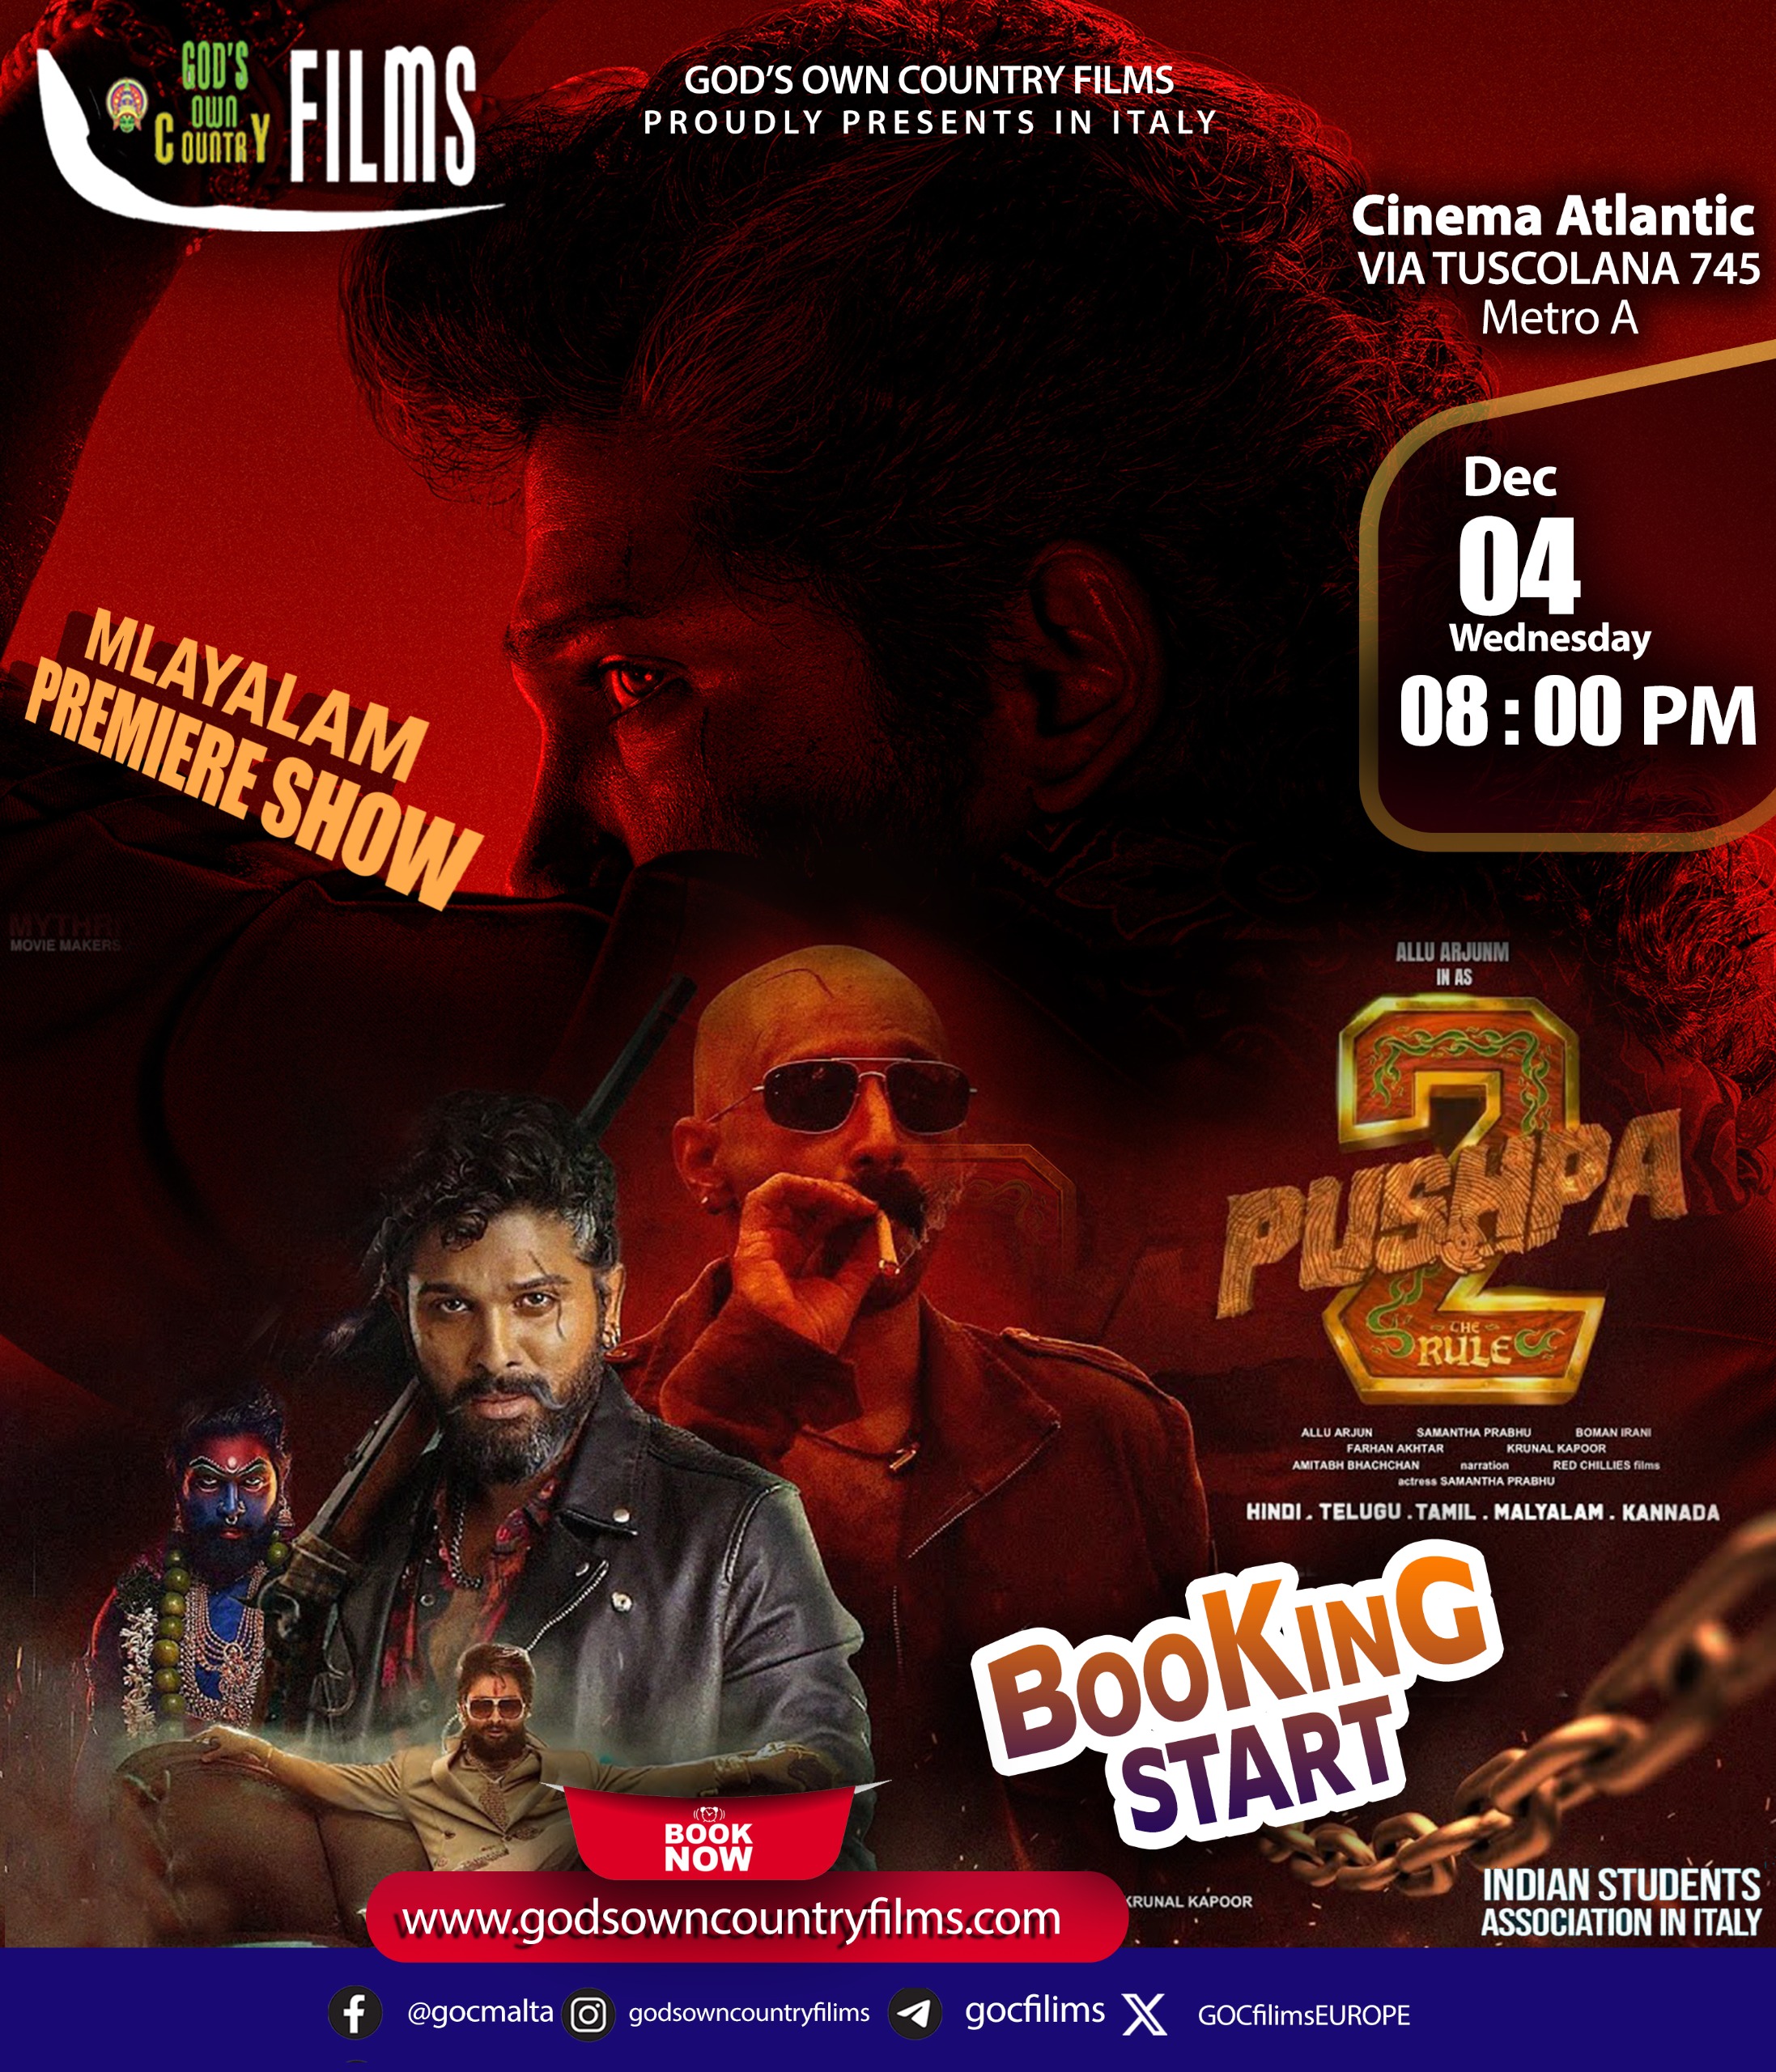 GOD'S
OWN
COUNTRY
FILMS
GOD'S OWN COUNTRY FILMS
PROUDLY PRESENTS IN ITALY
Cinema Atlantic
VIA TUSCOLANA 745
Metro A
Dec
04
Wednesday
08:00 PM
MLAYALAM
PREMIERE SHOW
MYTHRI
MOVIE MAKERS
ALLU ARJUNM
IN AS
2
PUSHPA
THE
RULE
ALLU ARJUN SAMANTHA PRABHU BOMAN IRANI
FARHAN AKHTAR KRUNAL KAPOOR
AMITABH BHACHCHAN narration RED CHILLIES films
actress SAMANTHA PRABHU
HINDI . TELUGU . TAMIL . MALYALAM . KANNADA
BOOKING
START
BOOK
NOW
www.godsowncountryfilms.com
KRUNAL KAPOOR
INDIAN STUDENTS
ASSOCIATION IN ITALY
@gocmalta godsowncountryfilims gocfilims GOCfilimsEUROPE